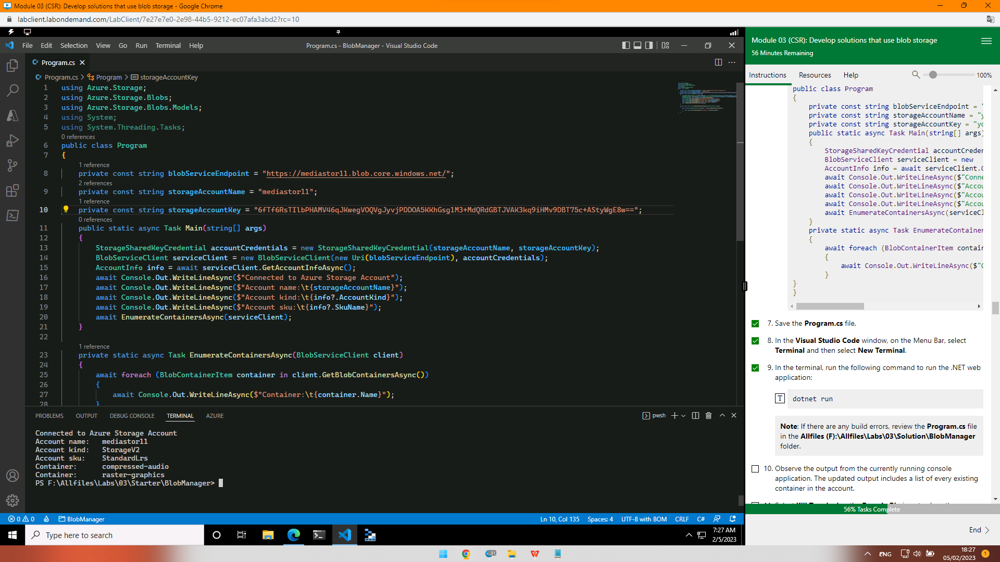 Module 03 (CSR): Develop solutions that use blob storage - Google Chrome
labclient.labondemand.com/LabClient/7e27e7e0-2e98-44b5-9212-ec07afa3abd2?rc=10
File Edit Selection View Go Run Terminal Help
Program.cs - BlobManager - Visual Studio Code
Program.cs
Program.cs > Program > storageAccountKey
1 using Azure.Storage;
2 using Azure.Storage.Blobs;
3 using Azure.Storage.Blobs.Models;
4 using System;
5 using System.Threading.Tasks;
0 references
6 public class Program
7 {
1 reference
8 private const string blobServiceEndpoint = "https://mediastor11.blob.core.windows.net/";
2 references
9 private const string storageAccountName = "mediastor11";
1 reference
10 private const string storageAccountKey = "6fTf6RsTIlbPHAMV46qJKwegVOQVgJyvjPDDOA5KKhGsg1M3+MdQRdGBTJVAK3kq9iHMv9DBT75c+AStyWgE8w==";
0 references
11 public static async Task Main(string[] args)
12 {
13 StorageSharedKeyCredential accountCredentials = new StorageSharedKeyCredential(storageAccountName, storageAccountKey);
14 BlobServiceClient serviceClient = new BlobServiceClient(new Uri(blobServiceEndpoint), accountCredentials);
15 AccountInfo info = await serviceClient.GetAccountInfoAsync();
16 await Console.Out.WriteLineAsync($"Connected to Azure Storage Account");
17 await Console.Out.WriteLineAsync($"Account name:\t{storageAccountName}");
18 await Console.Out.WriteLineAsync($"Account kind:\t{info?.AccountKind}");
19 await Console.Out.WriteLineAsync($"Account sku:\t{info?.SkuName}");
20 await EnumerateContainersAsync(serviceClient);
21 }
22
1 reference
23 private static async Task EnumerateContainersAsync(BlobServiceClient client)
24 {
25 await foreach (BlobContainerItem container in client.GetBlobContainersAsync())
26 {
27 await Console.Out.WriteLineAsync($"Container:\t{container.Name}");
28 }
PROBLEMS OUTPUT DEBUG CONSOLE TERMINAL AZURE
pwsh
Connected to Azure Storage Account
Account name: mediastor11
Account kind: StorageV2
Account sku: StandardLrs
Container: compressed-audio
Container: raster-graphics
PS F:\Allfiles\Labs\03\Starter\BlobManager>
0 0 BlobManager
Ln 10, Col 135 Spaces: 4 UTF-8 with BOM CRLF C#
Type here to search
7:27 AM
2/5/2023
Module 03 (CSR): Develop solutions that use blob storage
56 Minutes Remaining
Instructions Resources Help
100%
public class Program
{
private const string blobServiceEndpoint = "
private const string storageAccountName = "y
private const string storageAccountKey = "yo
public static async Task Main(string[] args)
{
StorageSharedKeyCredential accountCreden
BlobServiceClient serviceClient = new
AccountInfo info = await serviceClient.G
await Console.Out.WriteLineAsync($"Conne
await Console.Out.WriteLineAsync($"Accou
await Console.Out.WriteLineAsync($"Accou
await Console.Out.WriteLineAsync($"Accou
await EnumerateContainersAsync(serviceCl
}
private static async Task EnumerateContainer
{
await foreach (BlobContainerItem contain
{
await Console.Out.WriteLineAsync($"C
}
}
}
7. Save the Program.cs file.
8. In the Visual Studio Code window, on the Menu Bar, select
Terminal and then select New Terminal.
9. In the terminal, run the following command to run the .NET web
application:
T dotnet run
Note: If there are any build errors, review the Program.cs file
in the Allfiles (F):\Allfiles\Labs\03\Solution\BlobManager
folder.
10. Observe the output from the currently running console
application. The updated output includes a list of every existing
container in the account.
56% Tasks Complete
End
ENG
18:27
05/02/2023
1
31